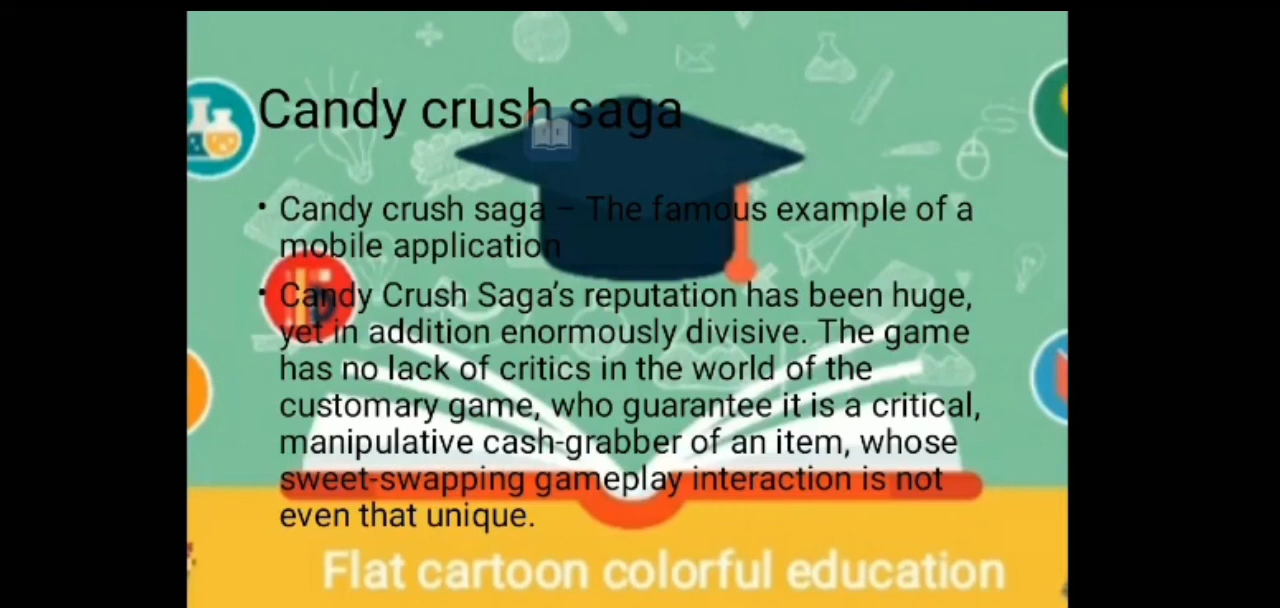 Candy crush saga
• Candy crush saga – The famous example of a
mobile application
• Candy Crush Saga’s reputation has been huge,
yet in addition enormously divisive. The game
has no lack of critics in the world of the
customary game, who guarantee it is a critical,
manipulative cash-grabber of an item, whose
sweet-swapping gameplay interaction is not
even that unique.
Flat cartoon colorful education